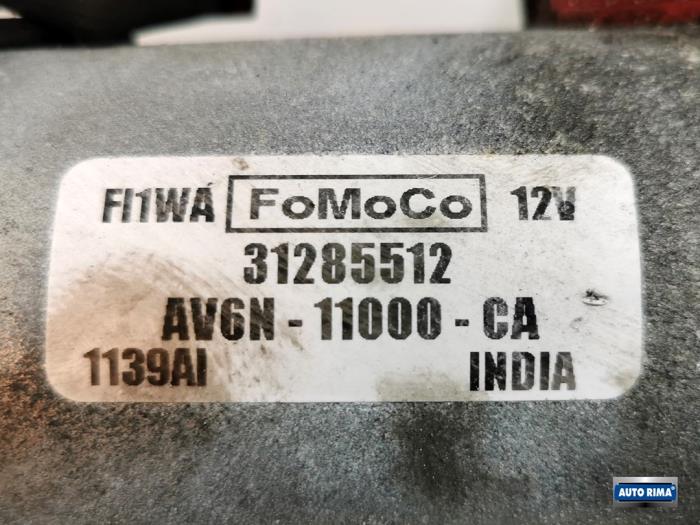 FI1WA FoMoCo 12V
31285512
AV6N - 11000 - CA
1139AI INDIA
AUTO RIMA